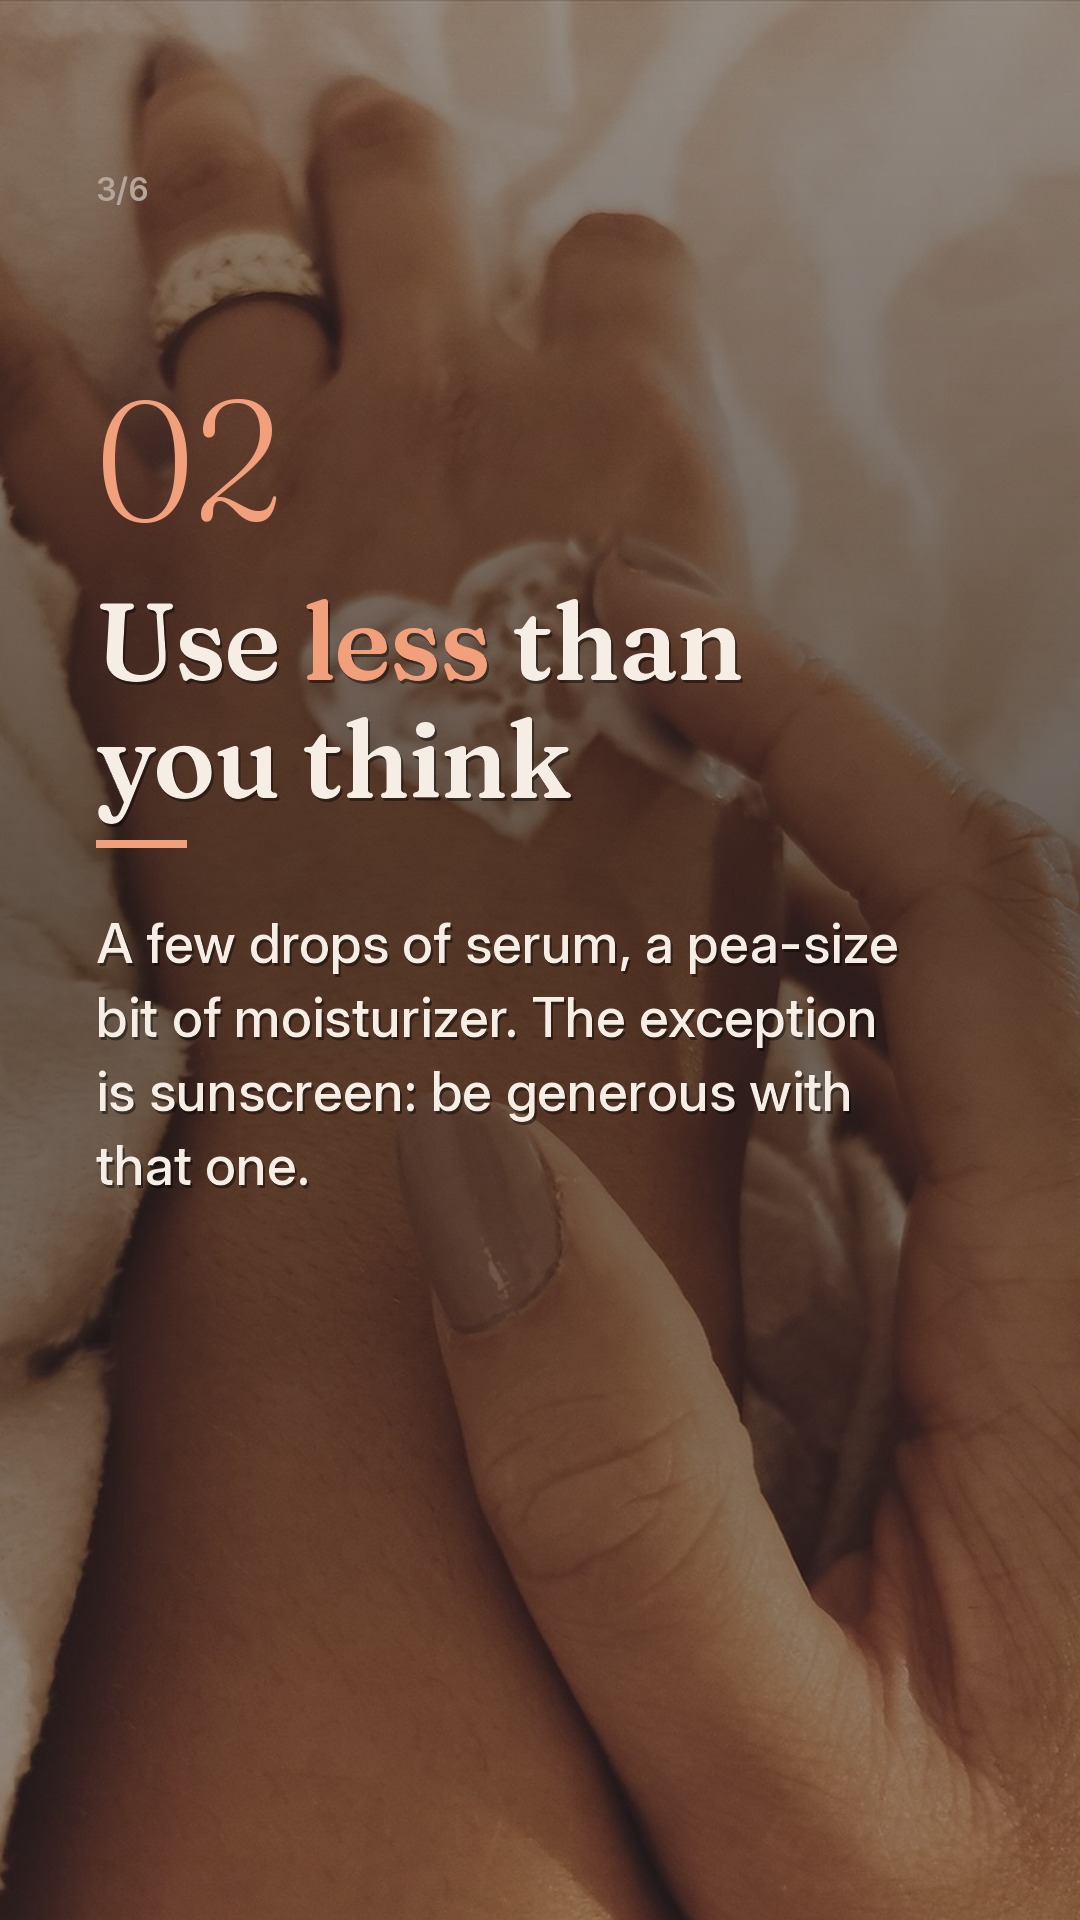 3/6
02
Use less than
you think
A few drops of serum, a pea-size
bit of moisturizer. The exception
is sunscreen: be generous with
that one.